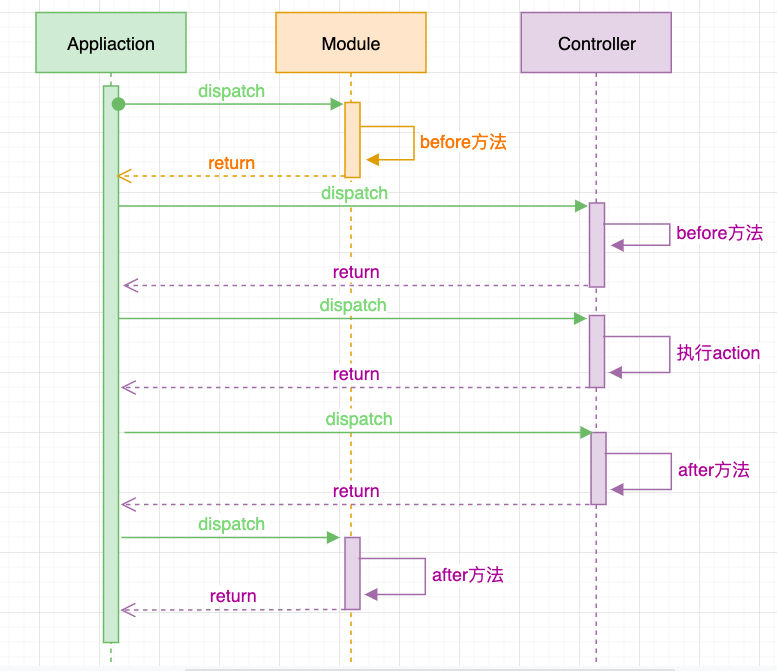 Appliaction
Module
Controller
dispatch
before方法
return
dispatch
before方法
return
dispatch
执行action
return
dispatch
after方法
return
dispatch
after方法
return